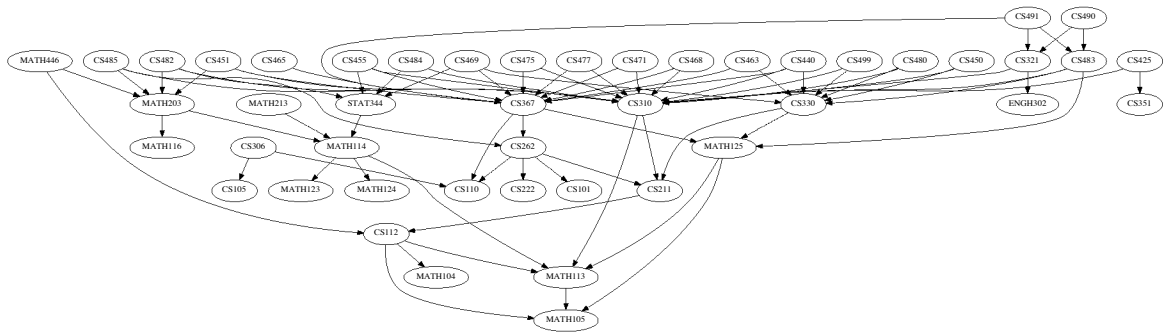 CS491 CS490
MATH446 CS485 CS482 CS451 CS465 CS455 CS484 CS469 CS475 CS477 CS471 CS468 CS463 CS440 CS499 CS480 CS450 CS321 CS483 CS425
MATH203 MATH213 STAT344 CS367 CS310 CS330 ENGH302 CS351
MATH116 CS306 MATH114 CS262 MATH125
CS105 MATH123 MATH124 CS110 CS222 CS101 CS211
CS112
MATH104 MATH113
MATH105